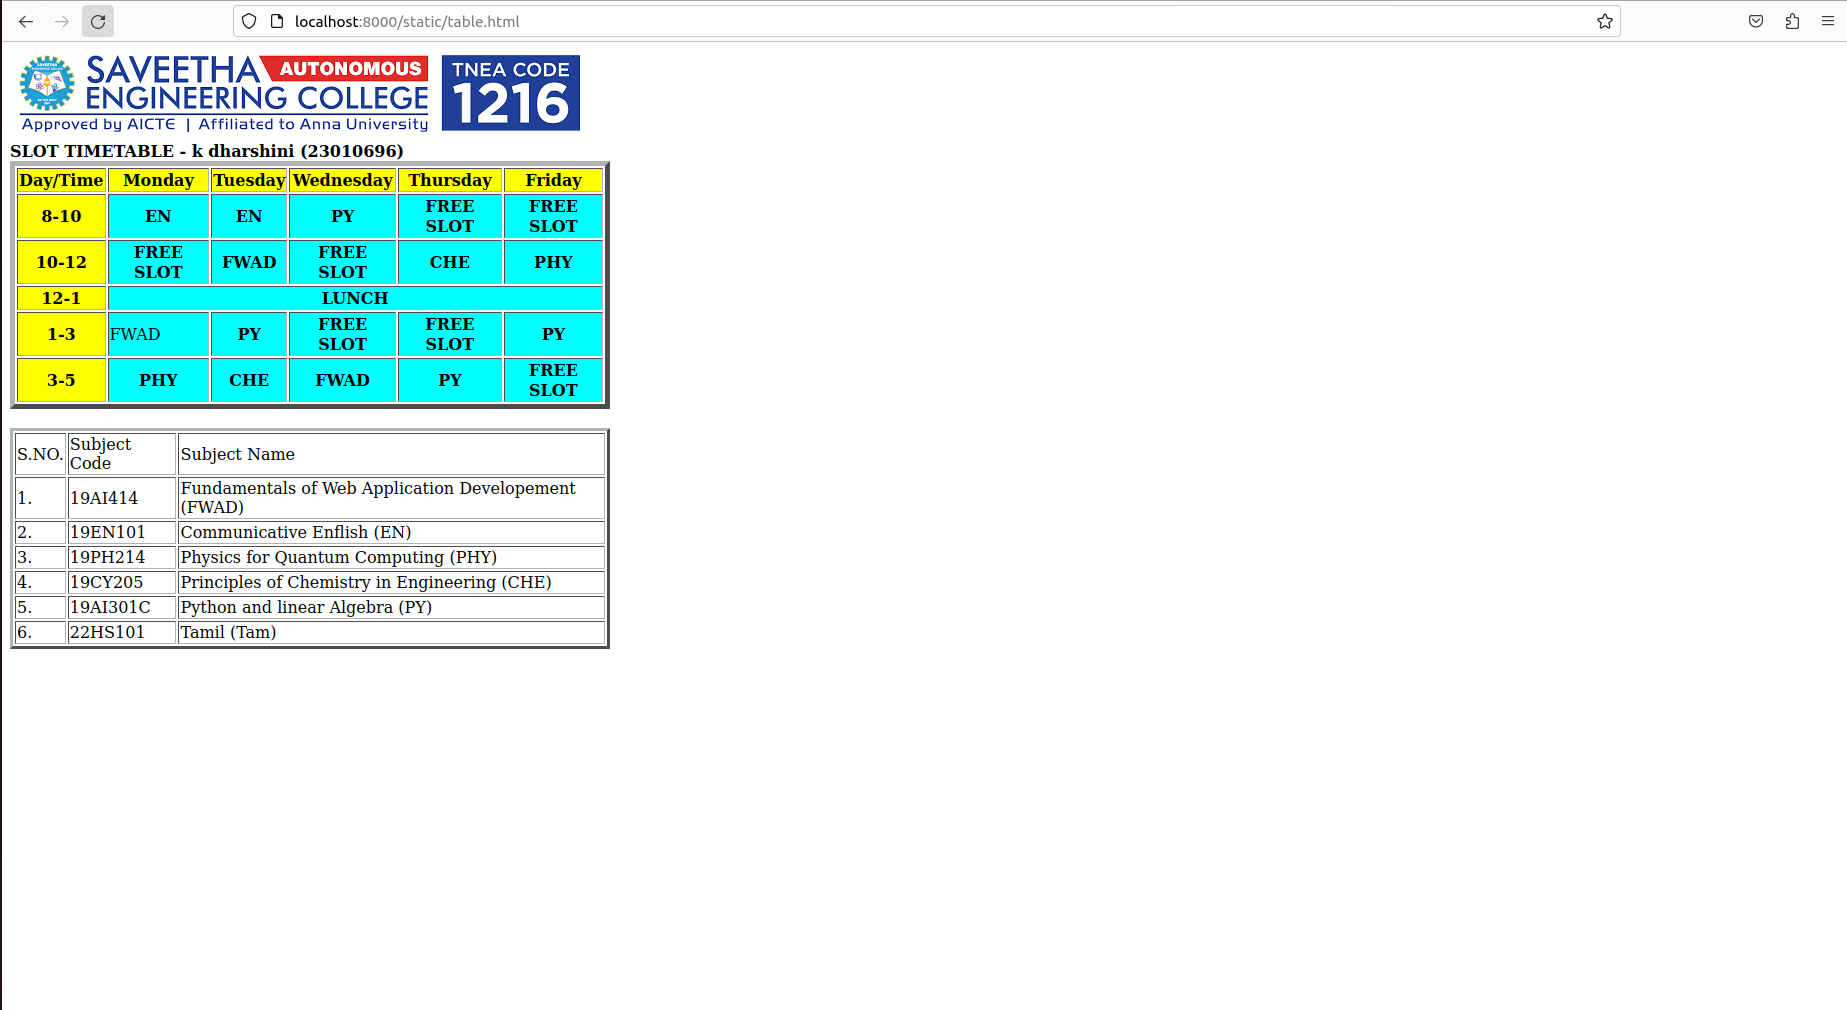 localhost:8000/static/table.html
SAVEETHA AUTONOMOUS
ENGINEERING COLLEGE
Approved by AICTE | Affiliated to Anna University
TNEA CODE
1216
SLOT TIMETABLE - k dharshini (23010696)
Day/Time Monday Tuesday Wednesday Thursday Friday
8-10 EN EN PY FREE SLOT FREE SLOT
10-12 FREE SLOT FWAD FREE SLOT CHE PHY
12-1 LUNCH
1-3 FWAD PY FREE SLOT FREE SLOT PY
3-5 PHY CHE FWAD PY FREE SLOT
S.NO. Subject Code Subject Name
1. 19AI414 Fundamentals of Web Application Developement (FWAD)
2. 19EN101 Communicative Enflish (EN)
3. 19PH214 Physics for Quantum Computing (PHY)
4. 19CY205 Principles of Chemistry in Engineering (CHE)
5. 19AI301C Python and linear Algebra (PY)
6. 22HS101 Tamil (Tam)